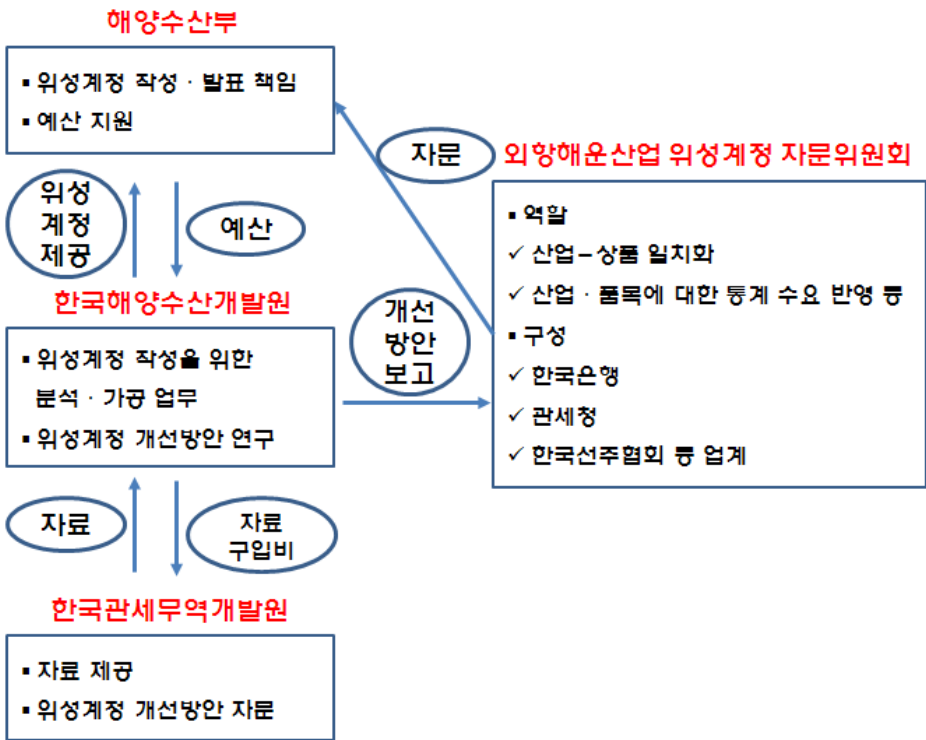 해양수산부
▪ 위성계정 작성 · 발표 책임
▪ 예산 지원
자문
외항해운산업 위성계정 자문위원회
▪ 역할
✓ 산업–상품 일치화
✓ 산업 · 품목에 대한 통계 수요 반영 등
▪ 구성
✓ 한국은행
✓ 관세청
✓ 한국선주협회 등 업계
위성
계정
제공
예산
한국해양수산개발원
▪ 위성계정 작성을 위한
분석 · 가공 업무
▪ 위성계정 개선방안 연구
개선
방안
보고
자료
자료
구입비
한국관세무역개발원
▪ 자료 제공
▪ 위성계정 개선방안 자문